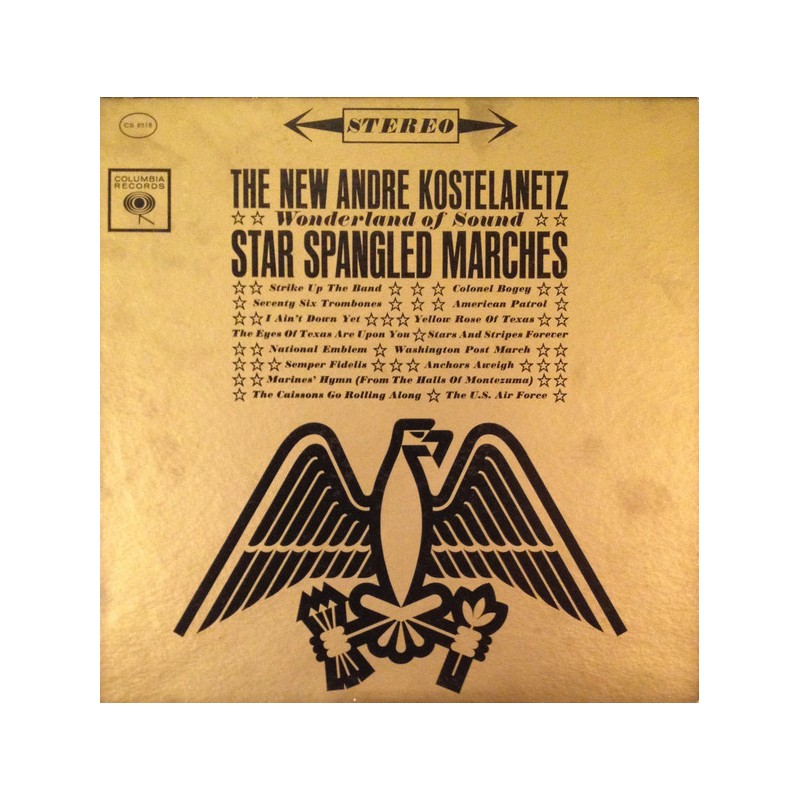 CS 8518
STEREO
COLUMBIA
RECORDS
THE NEW ANDRE KOSTELANETZ
☆ ☆ Wonderland of Sound ☆ ☆
STAR SPANGLED MARCHES
☆ ☆ Strike Up The Band ☆ ☆ ☆ Colonel Bogey ☆ ☆
☆ Seventy Six Trombones ☆ ☆ ☆ American Patrol ☆ ☆
☆ ☆ I Ain't Down Yet ☆ ☆ ☆ Yellow Rose Of Texas ☆ ☆
The Eyes Of Texas Are Upon You ☆ Stars And Stripes Forever
☆ ☆ National Emblem ☆ Washington Post March ☆ ☆
☆ ☆ ☆ Semper Fidelis ☆ ☆ ☆ Anchors Aweigh ☆ ☆
☆ ☆ Marines' Hymn (From The Halls Of Montezuma) ☆ ☆
☆ The Caissons Go Rolling Along ☆ The U.S. Air Force ☆